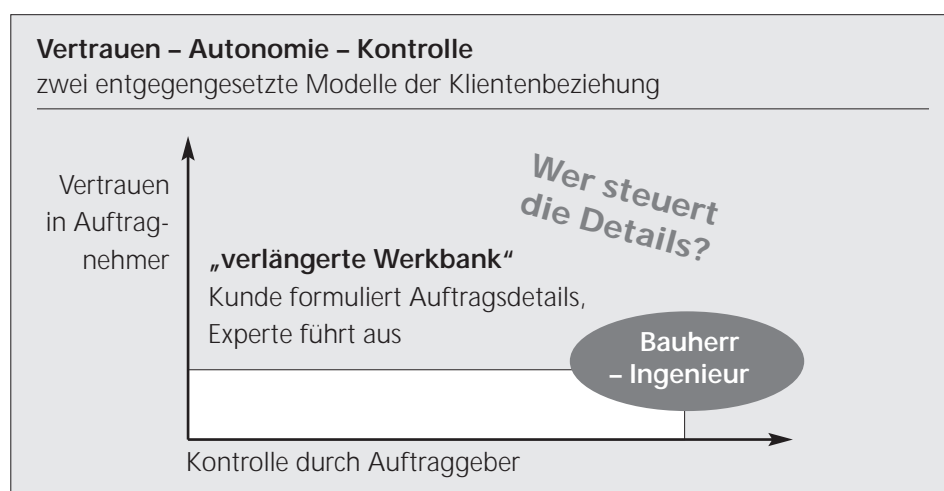 Vertrauen – Autonomie – Kontrolle
zwei entgegengesetzte Modelle der Klientenbeziehung
Vertrauen
in Auftrag-
nehmer
Wer steuert
die Details?
„verlängerte Werkbank“
Kunde formuliert Auftragsdetails,
Experte führt aus
Bauherr
– Ingenieur
Kontrolle durch Auftraggeber